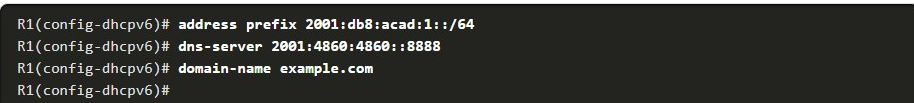 R1(config-dhcpv6)# address prefix 2001:db8:acad:1::/64
R1(config-dhcpv6)# dns-server 2001:4860:4860::8888
R1(config-dhcpv6)# domain-name example.com
R1(config-dhcpv6)#